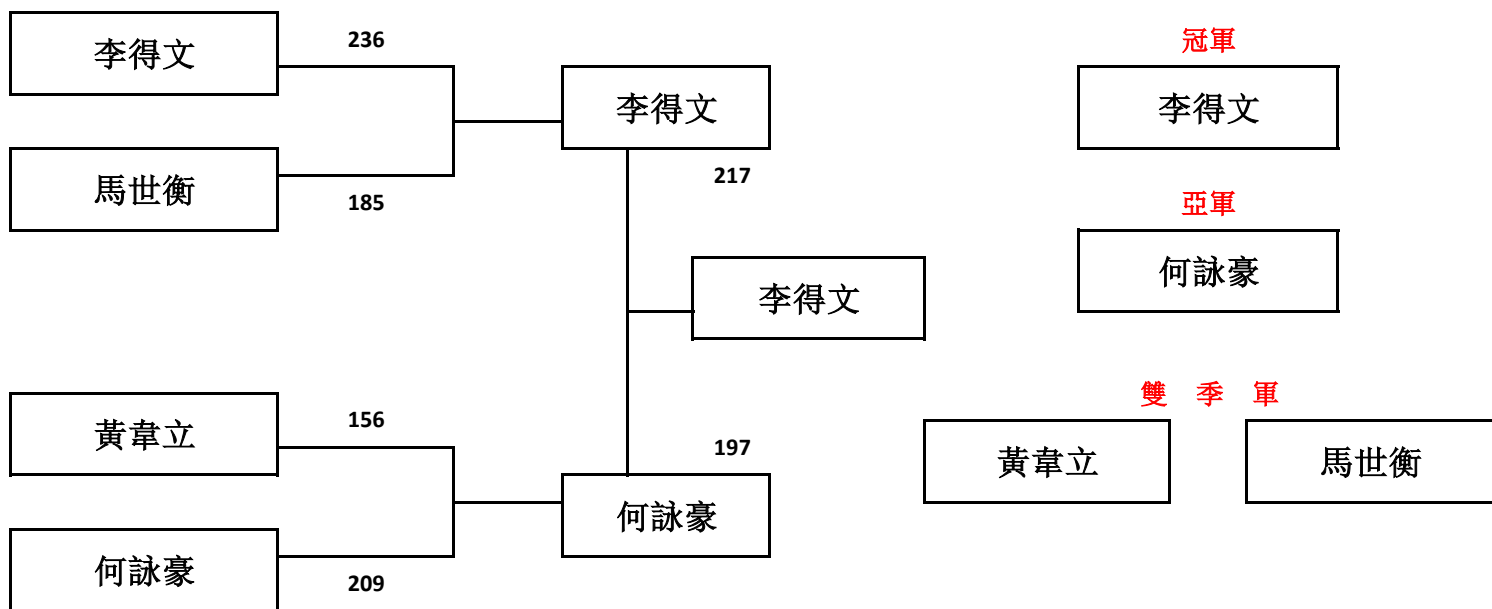 李得文
236
馬世衡
185
李得文
217
李得文
黃韋立
156
何詠豪
209
197
何詠豪
冠軍
李得文
亞軍
何詠豪
雙 季 軍
黃韋立 馬世衡